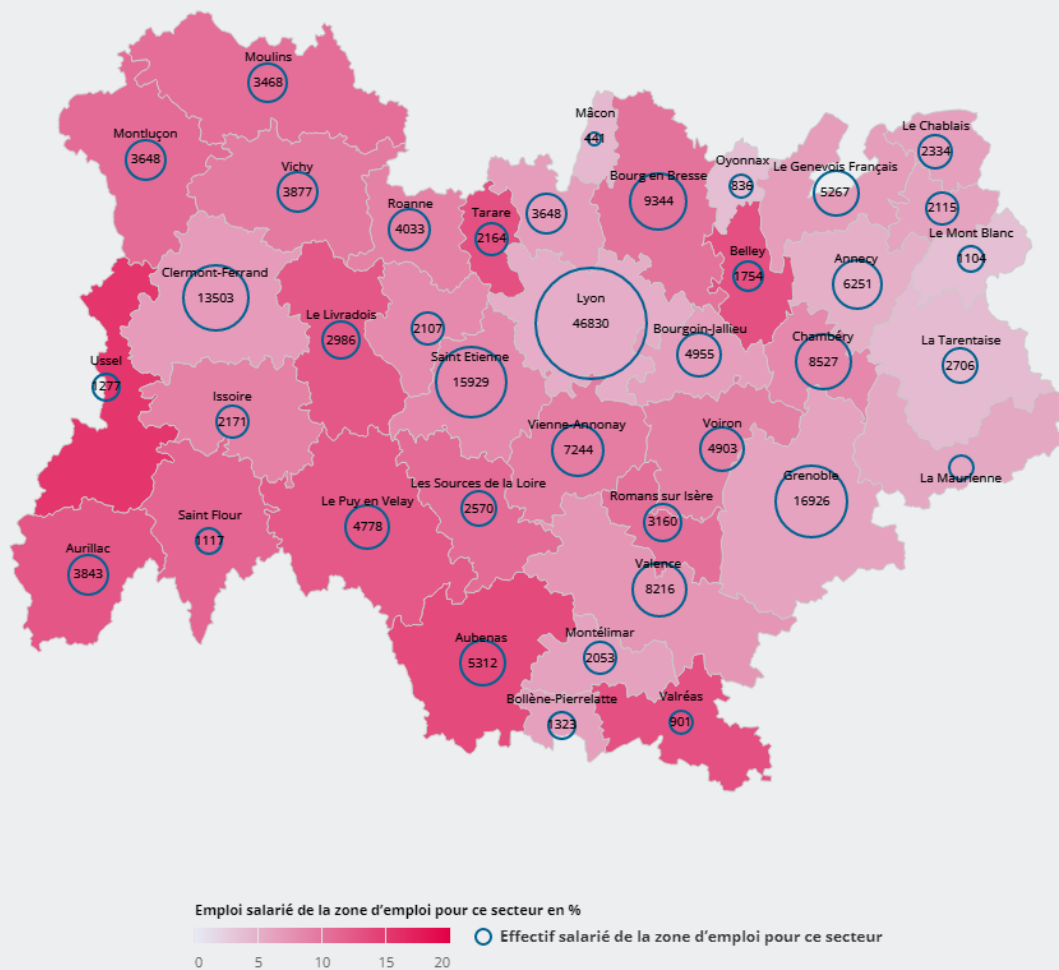 Moulins
3468
Mâcon
441
Le Chablais
2334
Montluçon
3648
Oyonnax
836
Le Genevois Français
5267
Vichy
3877
Bourg en Bresse
9344
Roanne
4033
Tarare
2164
3648
2115
Le Mont Blanc
1104
Belley
1754
Annecy
6251
Clermont-Ferrand
13503
Lyon
46830
Le Livradois
2986
2107
Bourgoin-Jallieu
4955
Chambéry
8527
La Tarentaise
2706
Ussel
1277
Saint Etienne
15929
Issoire
2171
Vienne-Annonay
7244
Voiron
4903
Grenoble
16926
La Maurienne
Les Sources de la Loire
2570
Le Puy en Velay
4778
Romans sur Isère
3160
Saint Flour
1117
Aurillac
3843
Valence
8216
Aubenas
5312
Montélimar
2053
Bollène-Pierrelatte
1323
Valréas
901
Emploi salarié de la zone d’emploi pour ce secteur en %
0 5 10 15 20
Effectif salarié de la zone d’emploi pour ce secteur